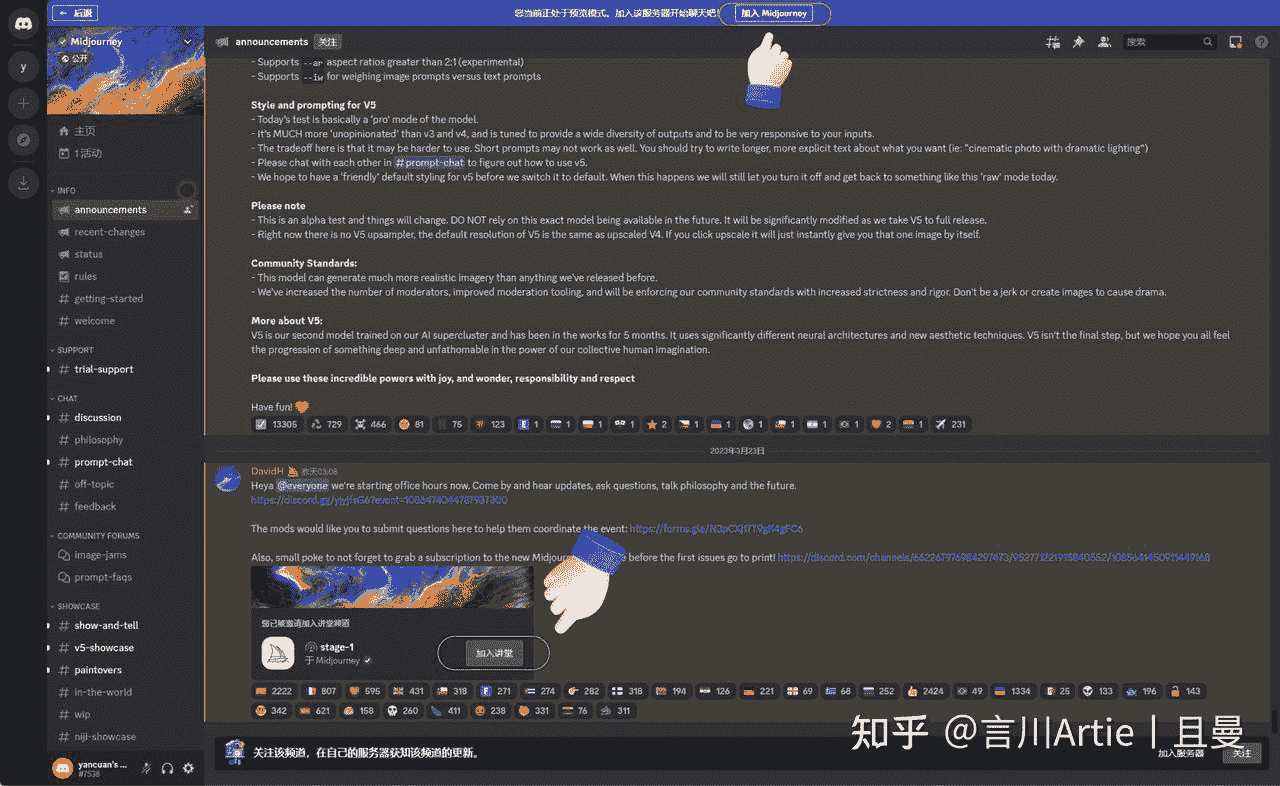 ← 后退
您当前正处于预览模式。加入该服务器开始聊天吧!
加入 Midjourney
Midjourney
公开
y
主页
1 活动
INFO
announcements
recent-changes
status
rules
getting-started
welcome
SUPPORT
trial-support
CHAT
discussion
philosophy
prompt-chat
off-topic
feedback
COMMUNITY FORUMS
image-jams
prompt-faqs
SHOWCASE
show-and-tell
v5-showcase
paintovers
in-the-world
wip
niji-showcase
yancuan's ...
#7538
announcements
关注
搜索
- Supports --ar aspect ratios greater than 2:1 (experimental)
- Supports --iw for weighing image prompts versus text prompts
Style and prompting for V5
- Today's test is basically a 'pro' mode of the model.
- It's MUCH more 'unopinionated' than v3 and v4, and is tuned to provide a wide diversity of outputs and to be very responsive to your inputs.
- The tradeoff here is that it may be harder to use. Short prompts may not work as well. You should try to write longer, more explicit text about what you want (ie: "cinematic photo with dramatic lighting")
- Please chat with each other in #prompt-chat to figure out how to use v5.
- We hope to have a 'friendly' default styling for v5 before we switch it to default. When this happens we will still let you turn it off and get back to something like this 'raw' mode today.
Please note
- This is an alpha test and things will change. DO NOT rely on this exact model being available in the future. It will be significantly modified as we take V5 to full release.
- Right now there is no V5 upsampler, the default resolution of V5 is the same as upscaled V4. If you click upscale it will just instantly give you that one image by itself.
Community Standards:
- This model can generate much more realistic imagery than anything we've released before.
- We've increased the number of moderators, improved moderation tooling, and will be enforcing our community standards with increased strictness and rigor. Don't be a jerk or create images to cause drama.
More about V5:
V5 is our second model trained on our AI supercluster and has been in the works for 5 months. It uses significantly different neural architectures and new aesthetic techniques. V5 isn't the final step, but we hope you all feel
the progression of something deep and unfathomable in the power of our collective human imagination.
Please use these incredible powers with joy, and wonder, responsibility and respect
Have fun!
13305 729 466 81 75 123 1 1 1 1 2 1 1 1 1 1 1 2 1 231
2023年3月23日
DavidH 昨天03:08
Heya @everyone we're starting office hours now. Come by and hear updates, ask questions, talk philosophy and the future.
The mods would like you to submit questions here to help them coordinate the event:
Also, small poke to not forget to grab a subscription to the new Midjour before the first issues go to print!
您已被邀请加入讲堂频道
stage-1
于 Midjourney
加入讲堂
2222 807 595 431 318 271 274 282 318 194 126 221 69 68 252 2424 49 1334 25 133 196 143
342 621 158 260 411 238 331 76 311
关注该频道，在自己的服务器获知该频道的更新。
加入服务器
关注
知乎 @言川Artie｜且曼